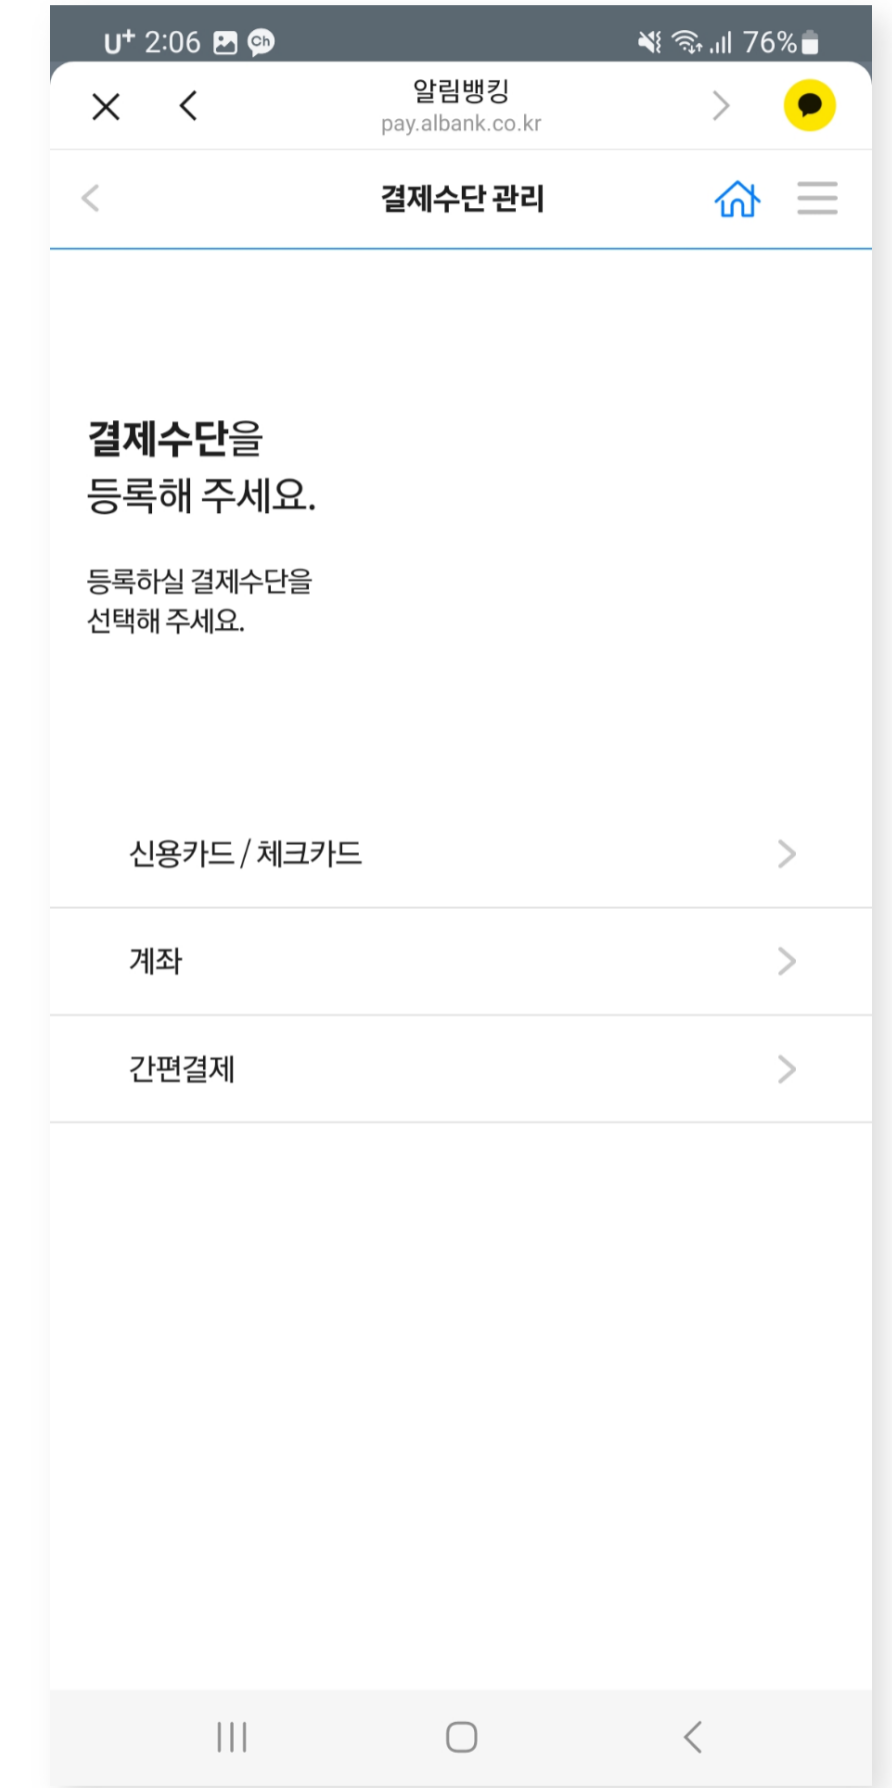 U+ 2:06 Ch 76%
알림뱅킹
pay.albank.co.kr
결제수단 관리
결제수단을
등록해 주세요.
등록하실 결제수단을
선택해 주세요.
신용카드 / 체크카드
계좌
간편결제